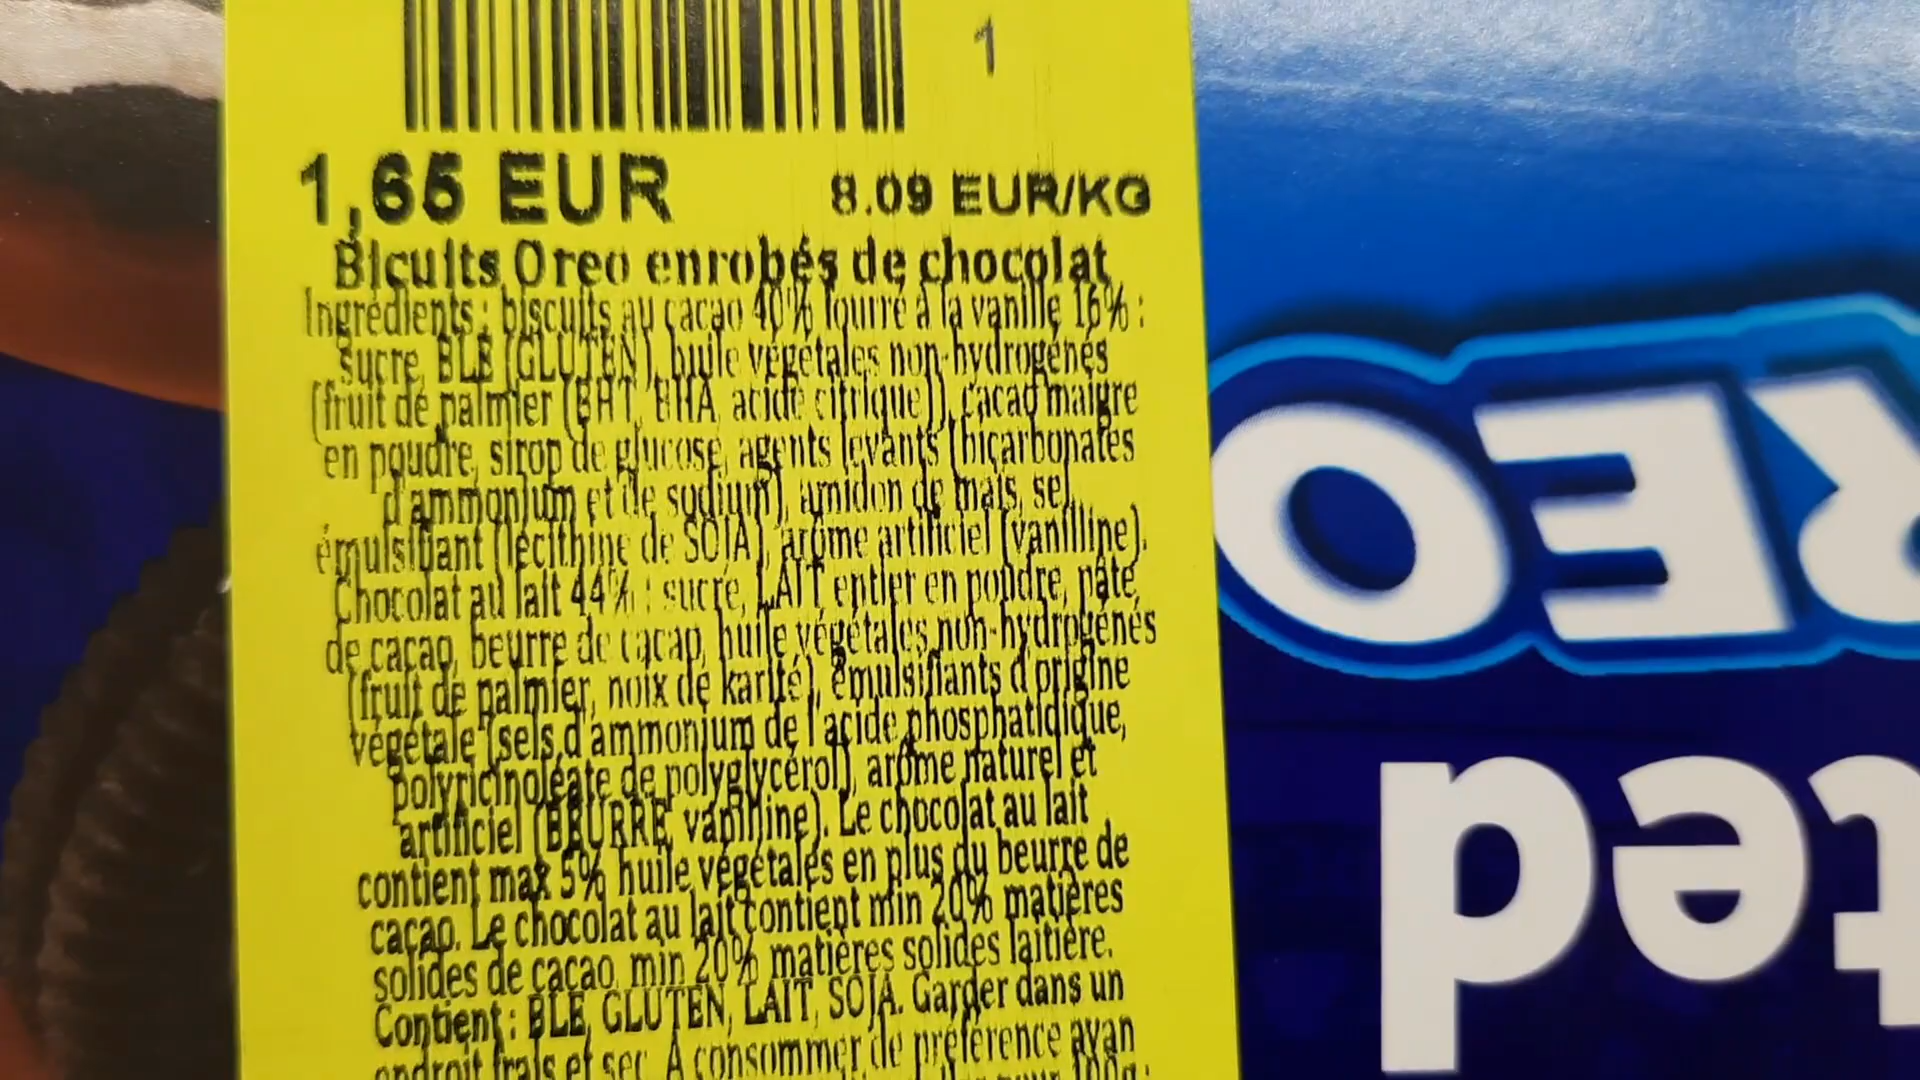 1
1,65 EUR
8.09 EUR/KG
Bicuits Oreo enrobés de chocolat
Ingrédients : biscuits au cacao 40% fourré à la vanille 16% :
sucre, BLÉ (GLUTEN), huile végétales non-hydrogénés
(fruit de palmier (BHT, BHA, acide citrique)), cacao maigre
en poudre, sirop de glucose, agents levants (bicarbonates
d'ammonium et de sodium), amidon de maïs, sel,
émulsifiant (lécithine de SOJA), arôme artificiel (vanilline).
Chocolat au lait 44% : sucre, LAIT entier en poudre, pâte
de cacao, beurre de cacao, huile végétales non-hydrogénés
(fruit de palmier, noix de karité), émulsifiants d'origine
végétale (sels d'ammonium de l'acide phosphatidique,
polyricinoléate de polyglycérol), arôme naturel et
artificiel (BEURRE, vanilline). Le chocolat au lait
contient max 5% huile végétales en plus du beurre de
cacao. Le chocolat au lait contient min 20% matières
solides de cacao, min 20% matières solides laitière.
Contient : BLÉ, GLUTEN, LAIT, SOJA. Garder dans un
endroit frais et sec. A consommer de préférence avan
pour 100g :
REO
ted